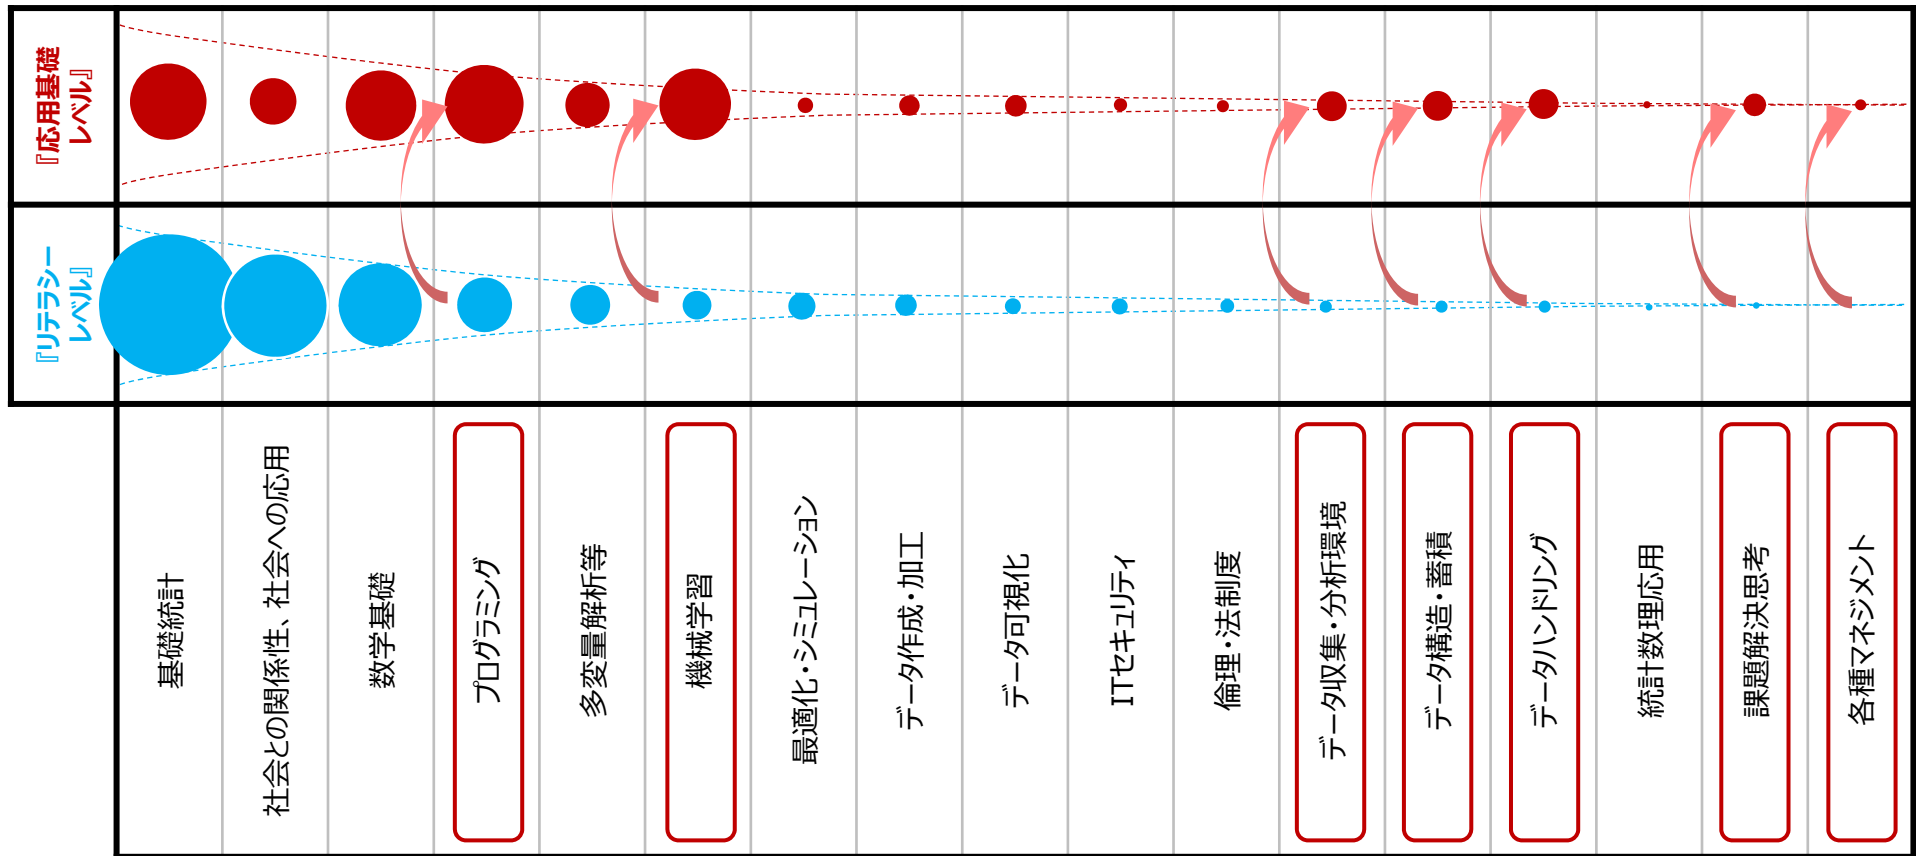 『応用基礎
レベル』
『リテラシー
レベル』
基礎統計
社会との関係性、社会への応用
数学基礎
プログラミング
多変量解析等
機械学習
最適化・シミュレーション
データ作成・加工
データ可視化
ITセキュリティ
倫理・法制度
データ収集・分析環境
データ構造・蓄積
データハンドリング
統計数理応用
課題解決思考
各種マネジメント